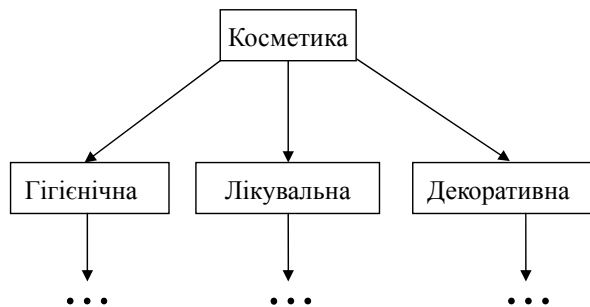 Косметика
Гігієнічна
Лікувальна
Декоративна
...
...
...